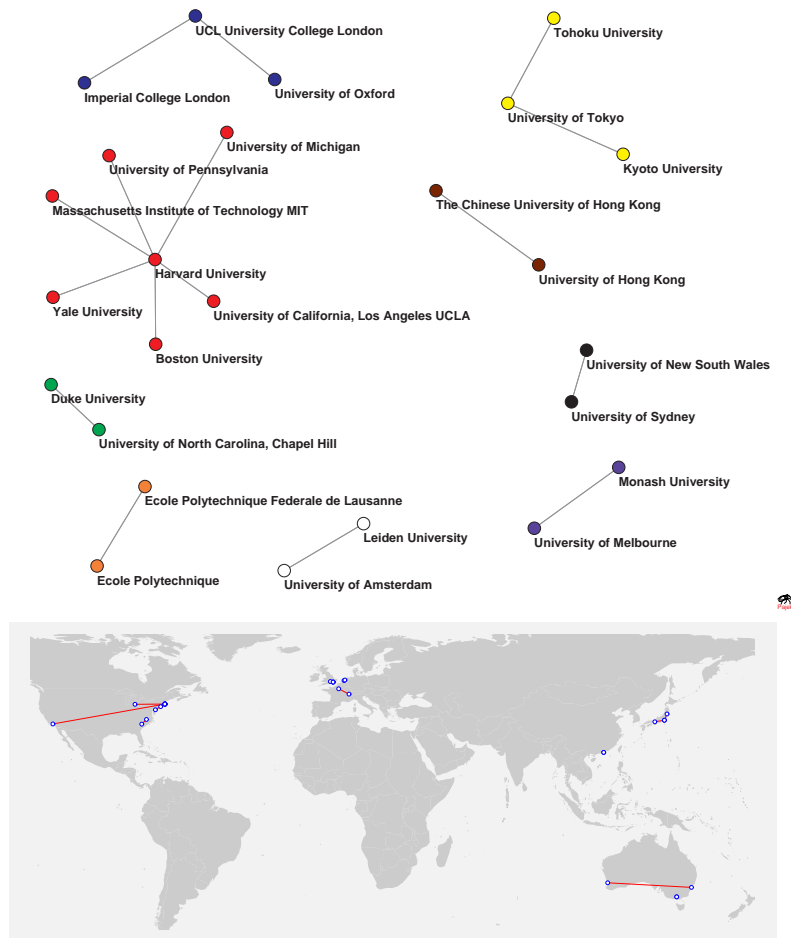 UCL University College London
Tohoku University
Imperial College London
University of Oxford
University of Tokyo
University of Michigan
University of Pennsylvania
Kyoto University
Massachusetts Institute of Technology MIT
The Chinese University of Hong Kong
Harvard University
University of Hong Kong
Yale University
University of California, Los Angeles UCLA
Boston University
University of New South Wales
Duke University
University of Sydney
University of North Carolina, Chapel Hill
Monash University
Ecole Polytechnique Federale de Lausanne
Leiden University
University of Melbourne
Ecole Polytechnique
University of Amsterdam